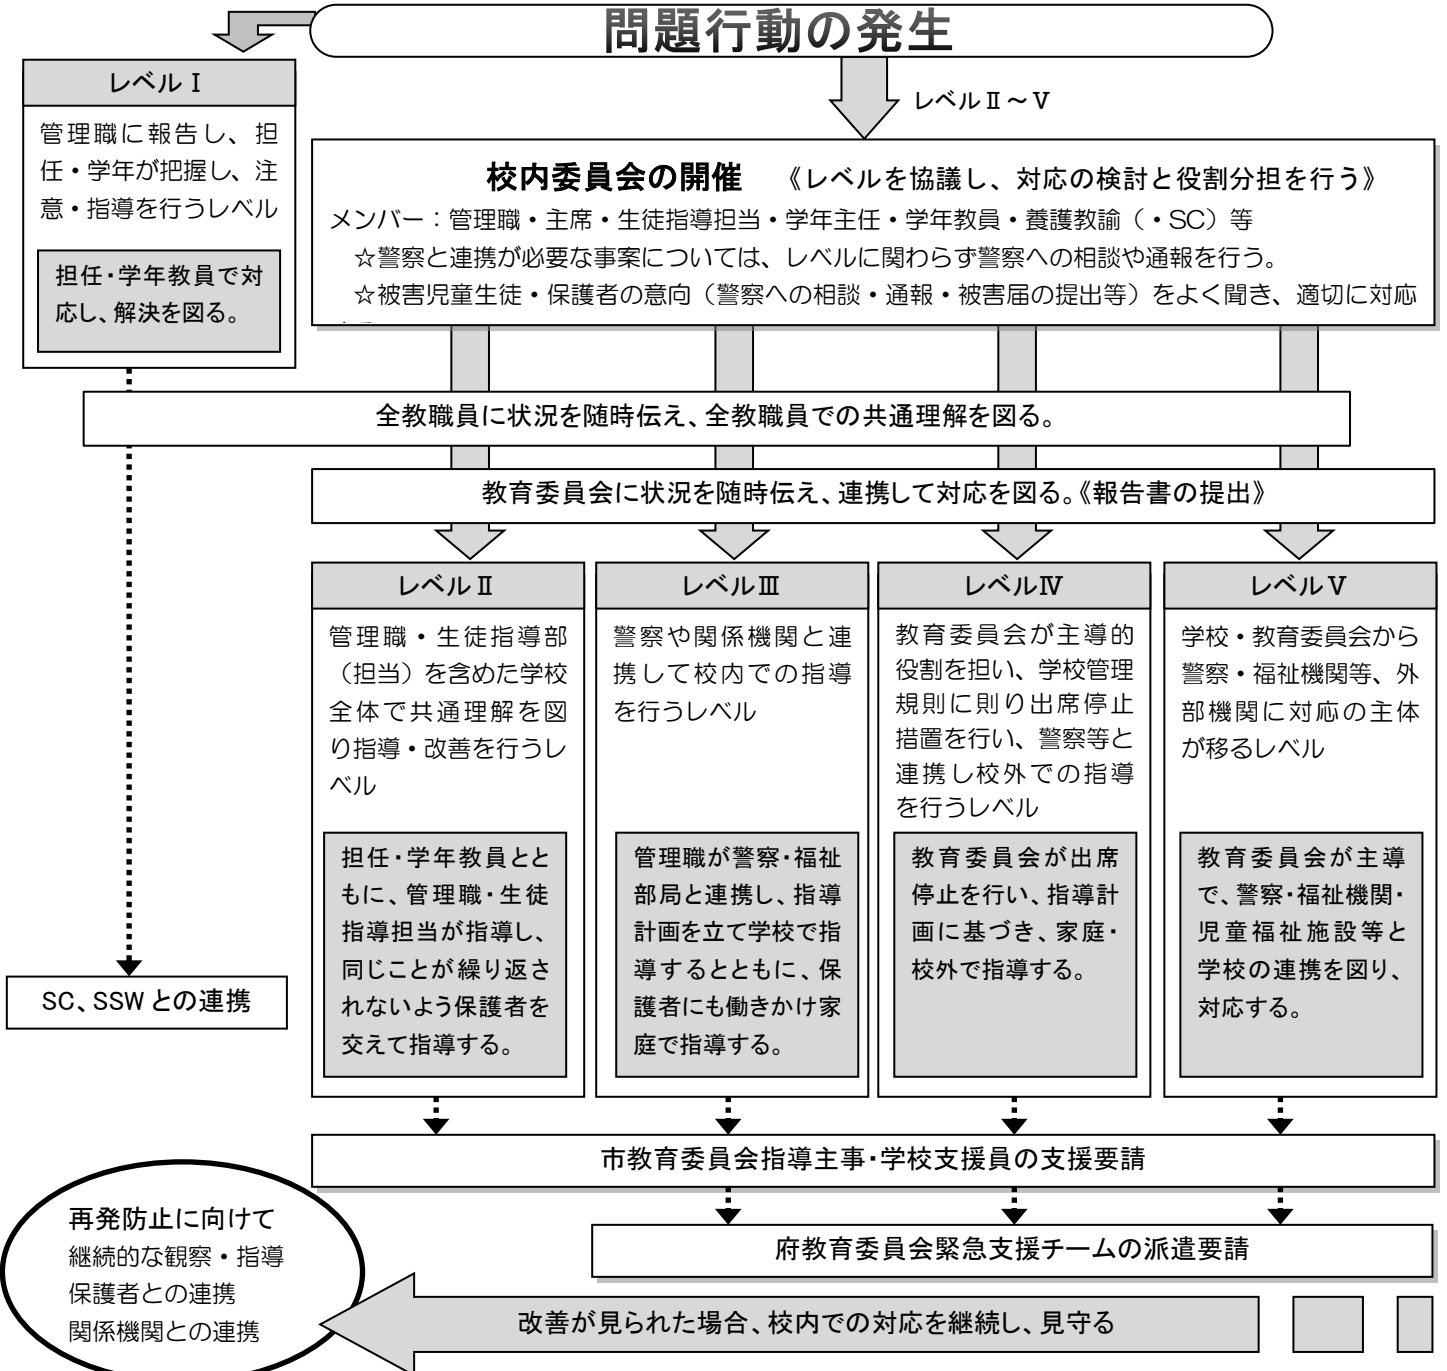 問題行動の発生
レベルⅠ
管理職に報告し、担
任・学年が把握し、注
意・指導を行うレベル
担任・学年教員で対
応し、解決を図る。
レベルⅡ～Ⅴ
校内委員会の開催 《レベルを協議し、対応の検討と役割分担を行う》
メンバー：管理職・主席・生徒指導担当・学年主任・学年教員・養護教諭（・SC）等
☆警察と連携が必要な事案については、レベルに関わらず警察への相談や通報を行う。
☆被害児童生徒・保護者の意向（警察への相談・通報・被害届の提出等）をよく聞き、適切に対応
全教職員に状況を随時伝え、全教職員での共通理解を図る。
教育委員会に状況を随時伝え、連携して対応を図る。《報告書の提出》
レベルⅡ
管理職・生徒指導部
（担当）を含めた学校
全体で共通理解を図
り指導・改善を行うレ
ベル
担任・学年教員とと
もに、管理職・生徒
指導担当が指導し、
同じことが繰り返さ
れないよう保護者を
交えて指導する。
レベルⅢ
警察や関係機関と連
携して校内での指導
を行うレベル
管理職が警察・福祉
部局と連携し、指導
計画を立て学校で指
導するとともに、保
護者にも働きかけ家
庭で指導する。
レベルⅣ
教育委員会が主導的
役割を担い、学校管理
規則に則り出席停止
措置を行い、警察等と
連携し校外での指導
を行うレベル
教育委員会が出席
停止を行い、指導計
画に基づき、家庭・
校外で指導する。
レベルⅤ
学校・教育委員会から
警察・福祉機関等、外
部機関に対応の主体
が移るレベル
教育委員会が主導
で、警察・福祉機関・
児童福祉施設等と
学校の連携を図り、
対応する。
SC、SSWとの連携
市教育委員会指導主事・学校支援員の支援要請
府教育委員会緊急支援チームの派遣要請
再発防止に向けて
継続的な観察・指導
保護者との連携
関係機関との連携
改善が見られた場合、校内での対応を継続し、見守る